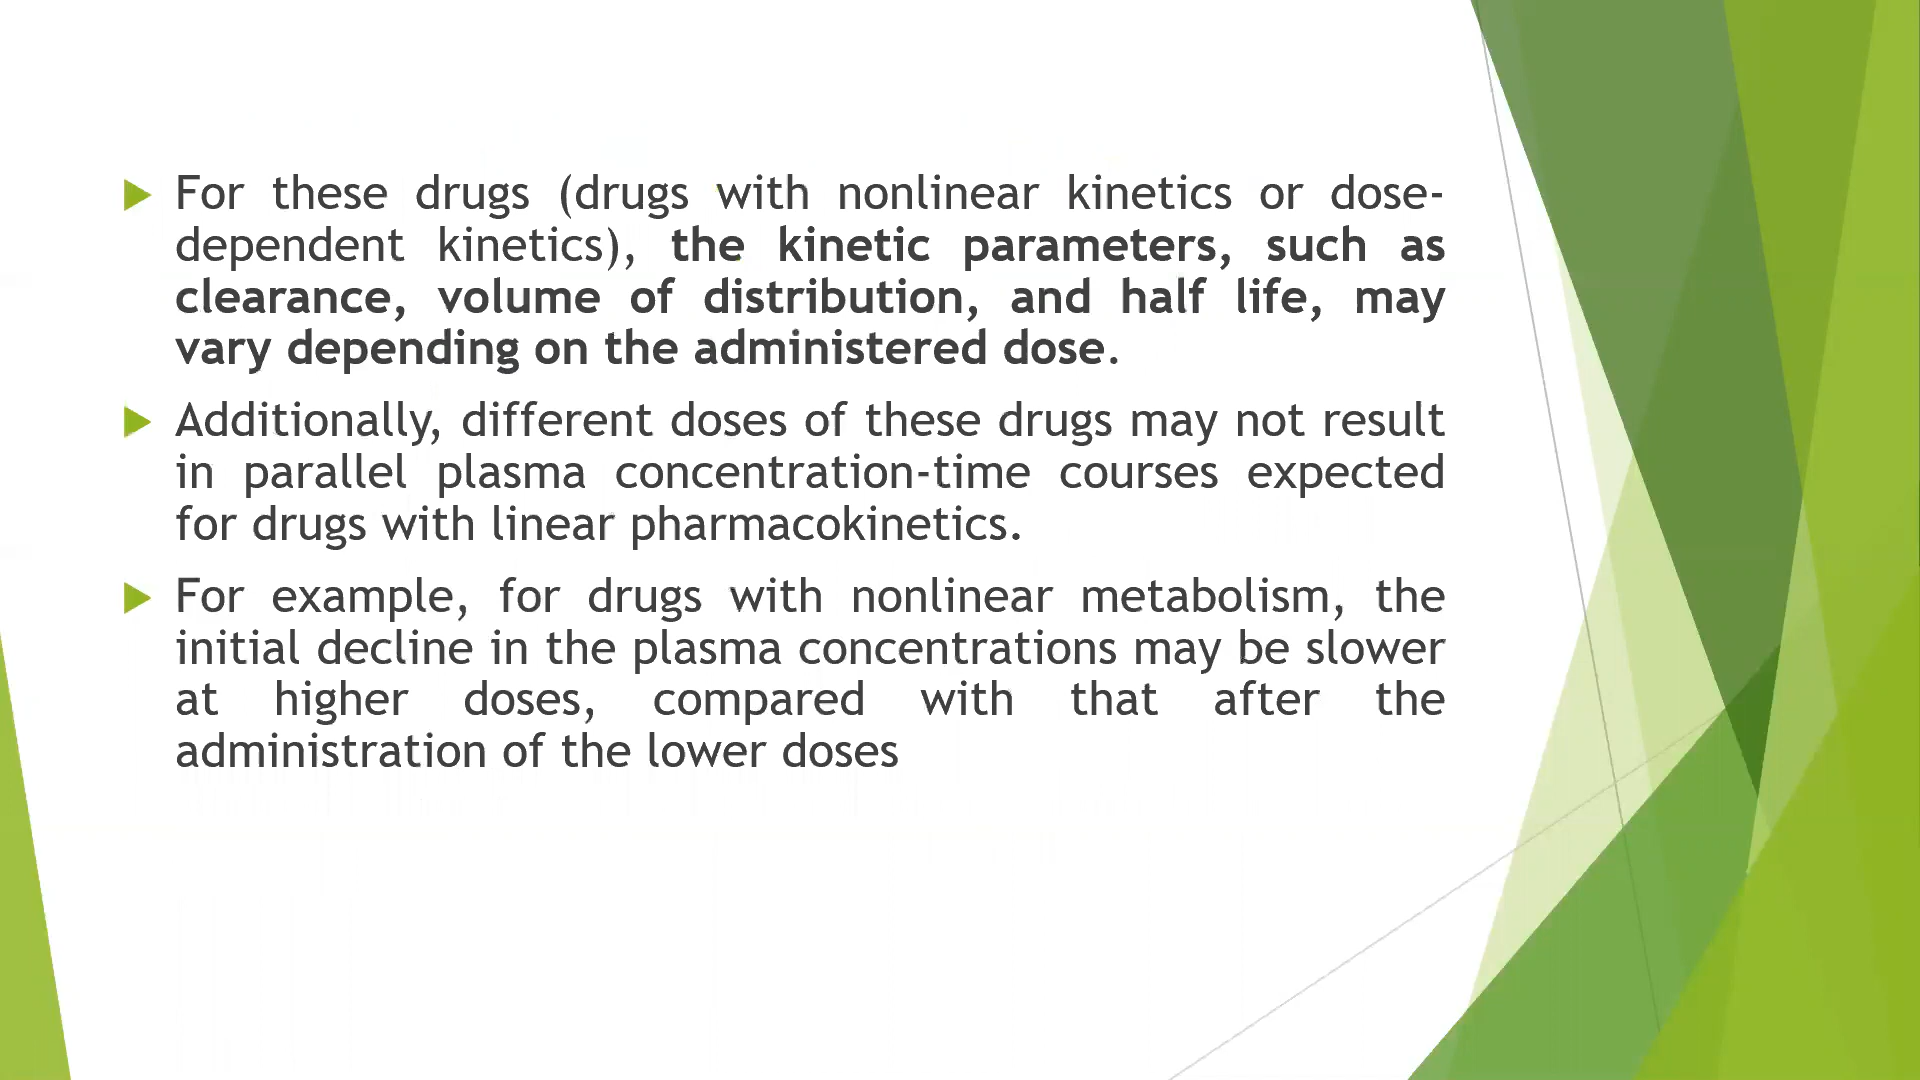 For these drugs (drugs with nonlinear kinetics or dose-
dependent kinetics), the kinetic parameters, such as
clearance, volume of distribution, and half life, may
vary depending on the administered dose.
Additionally, different doses of these drugs may not result
in parallel plasma concentration-time courses expected
for drugs with linear pharmacokinetics.
For example, for drugs with nonlinear metabolism, the
initial decline in the plasma concentrations may be slower
at higher doses, compared with that after the
administration of the lower doses